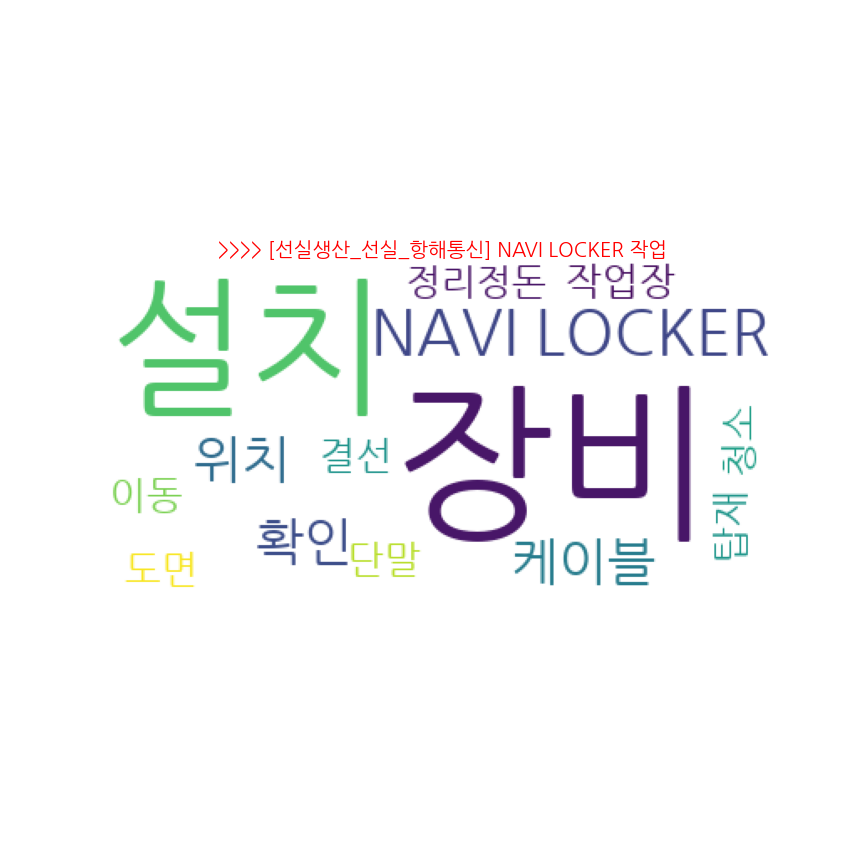 >>>> [선실생산_선실_항해통신] NAVI LOCKER 작업
정리정돈 작업장
설치
NAVI LOCKER
장비
청소
위치
결선
이동
탑재
확인
단말
케이블
도면